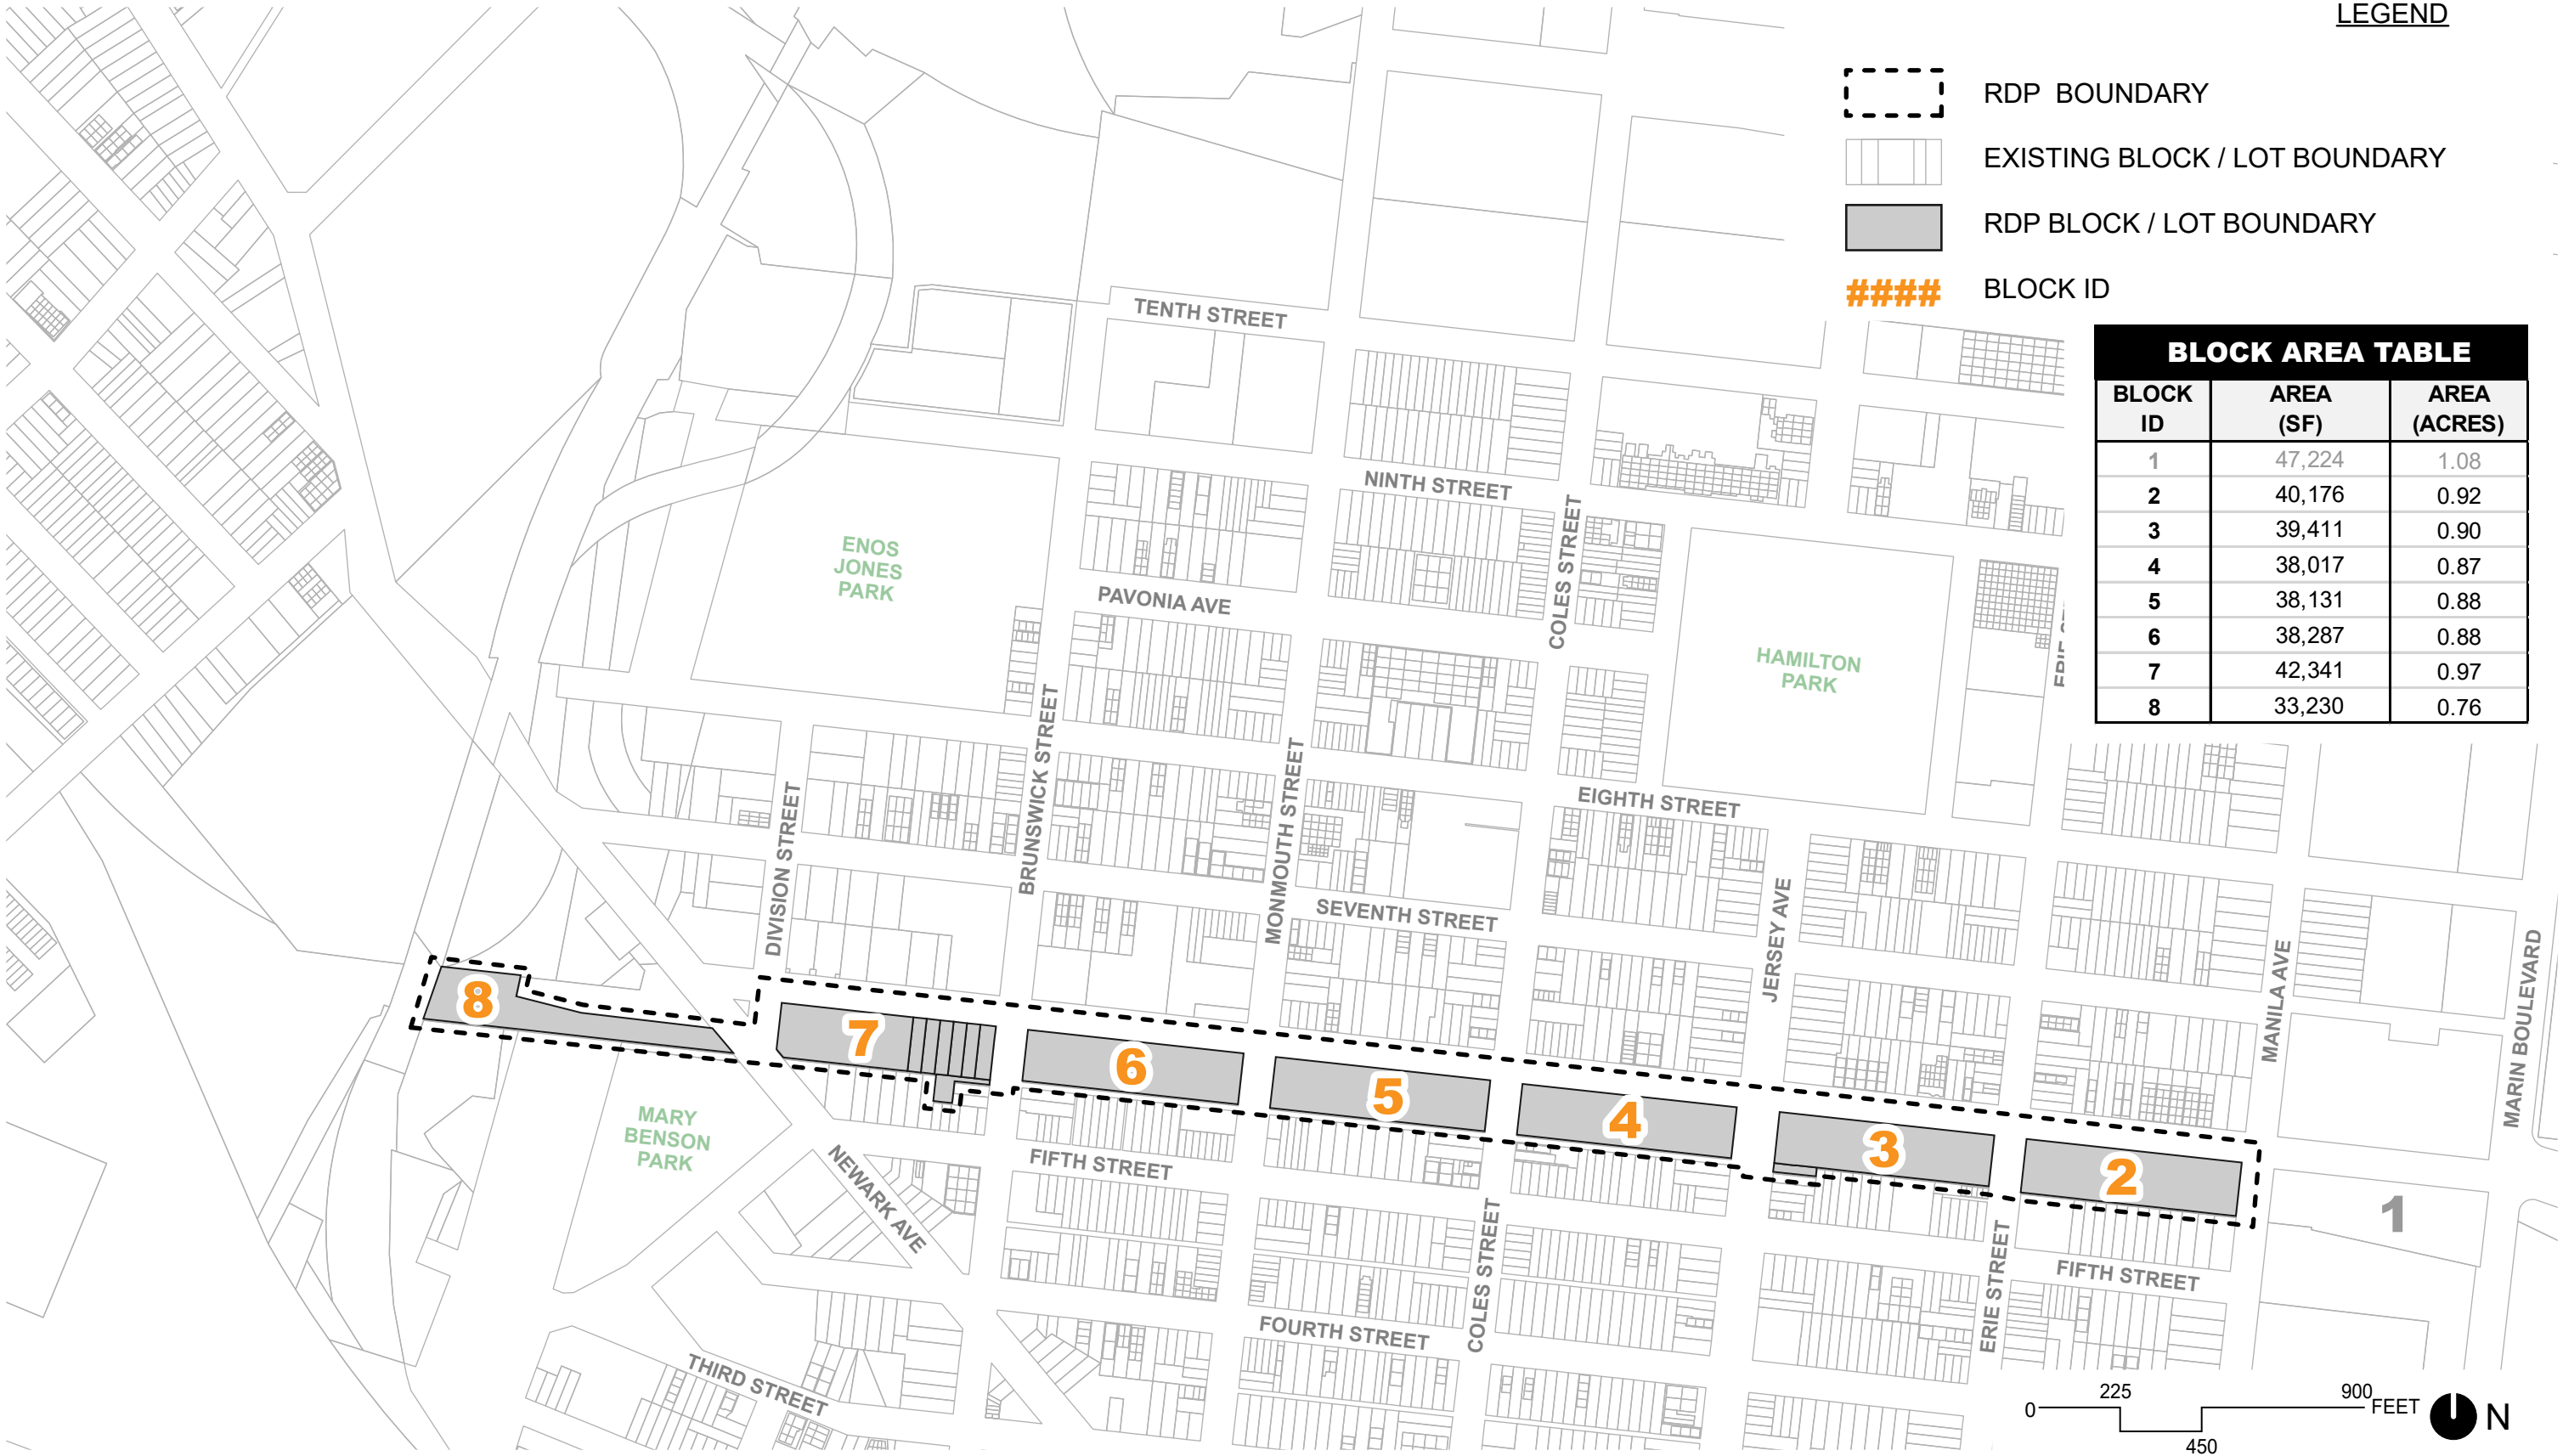 LEGEND
RDP BOUNDARY
EXISTING BLOCK / LOT BOUNDARY
RDP BLOCK / LOT BOUNDARY
#### BLOCK ID
BLOCK AREA TABLE
BLOCK ID AREA (SF) AREA (ACRES)
1 47,224 1.08
2 40,176 0.92
3 39,411 0.90
4 38,017 0.87
5 38,131 0.88
6 38,287 0.88
7 42,341 0.97
8 33,230 0.76
TENTH STREET
NINTH STREET
COLES STREET
ENOS
JONES
PARK
PAVONIA AVE
HAMILTON
PARK
BRUNSWICK STREET
MONMOUTH STREET
DIVISION STREET
EIGHTH STREET
SEVENTH STREET
JERSEY AVE
MANILA AVE
MARIN BOULEVARD
8
7
6
5
4
3
2
1
MARY
BENSON
PARK
NEWARK AVE
FIFTH STREET
COLES STREET
ERIE STREET
FIFTH STREET
FOURTH STREET
THIRD STREET
0 225 450 900 FEET
N